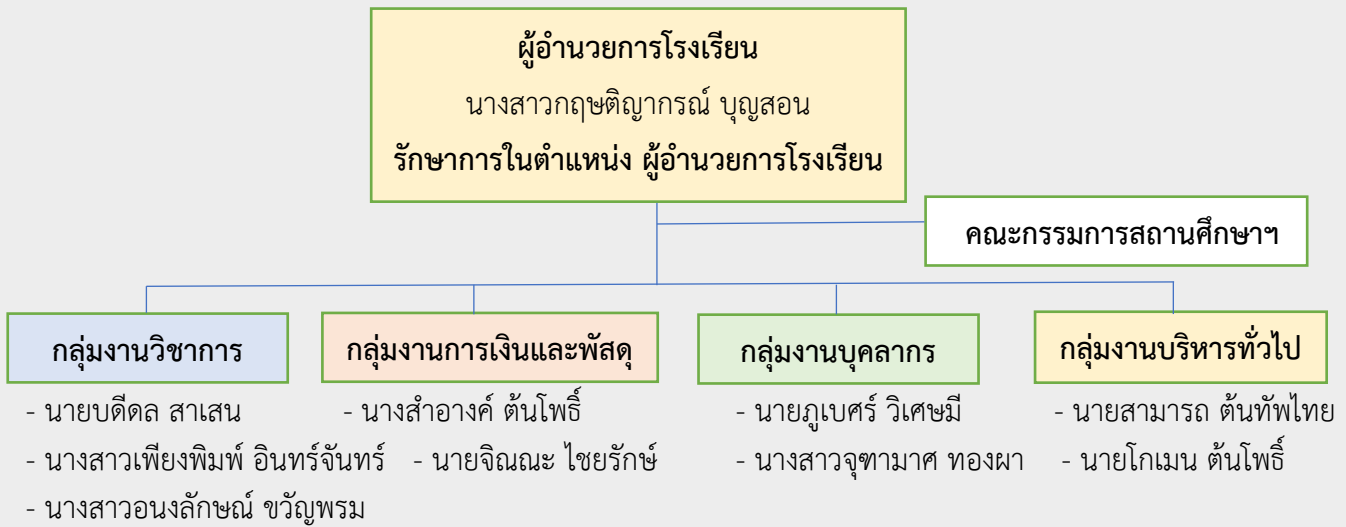 ผู้อำนวยการโรงเรียน
นางสาวกฤษติญากรณ์ บุญสอน
รักษาการในตำแหน่ง ผู้อำนวยการโรงเรียน
คณะกรรมการสถานศึกษาฯ
กลุ่มงานวิชาการ
- นายบดีดล สาเสน
- นางสาวเพียงพิมพ์ อินทร์จันทร์
- นางสาวอนงลักษณ์ ขวัญพรม
กลุ่มงานการเงินและพัสดุ
- นางสำอางค์ ต้นโพธิ์
- นายจิณณะ ไชยรักษ์
กลุ่มงานบุคลากร
- นายภูเบศร์ วิเศษมี
- นางสาวจุฑามาศ ทองผา
กลุ่มงานบริหารทั่วไป
- นายสามารถ ต้นทัพไทย
- นายโกเมน ต้นโพธิ์